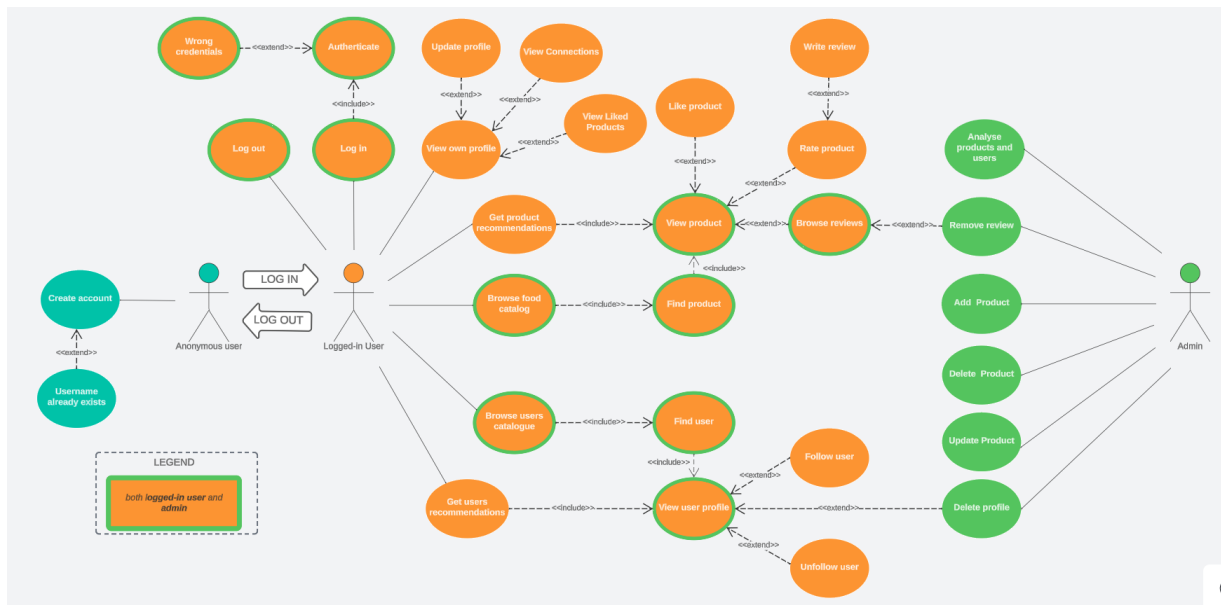 Wrong
credentials
<<extend>>
Autherticate
Update profile
View Connections
Write review
<<include>>
<<extend>>
<<extend>>
<<extend>>
Like product
View Liked
Products
<<extend>>
Log out
Log in
View own profile
<<extend>>
Rate product
Analyse
products and
users
<<extend>>
Get product
recommendations
<<Include>>
View product
<<extend>>
Browse reviews
<<extend>>
Remove review
<<include>>
LOG IN
Create account
Browse food
catalog
<<include>>
Find product
Add  Product
LOG OUT
Anonymous user
Logged-in User
Admin
<<extend>>
Delete  Product
Username
already exists
Browse users
catalogue
<<include>>
Find user
Update Product
<<include>>
Follow user
<<extend>>
LEGEND
both logged-in user and
admin
Get users
recommendations
<<Include>>
View user profile
<<extend>>
Delete profile
<<extend>>
Unfollow user